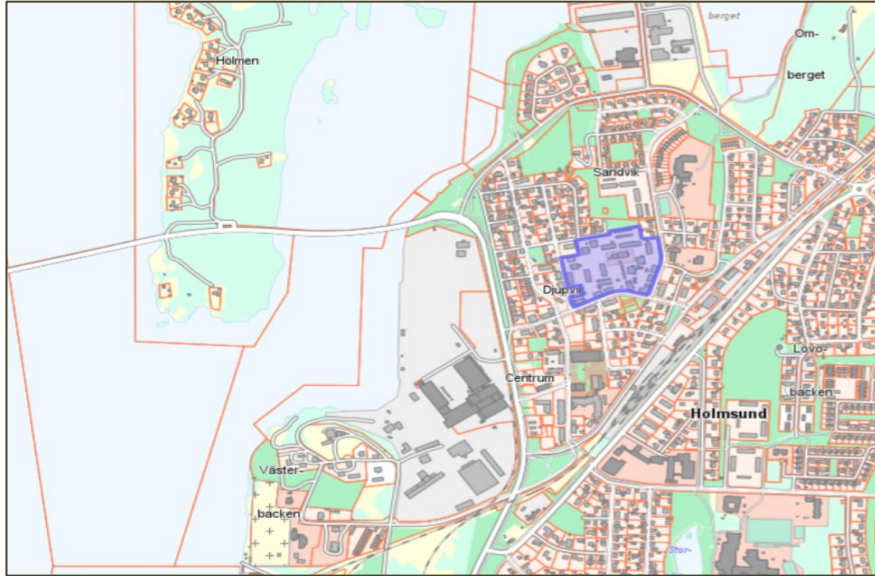 berget
Om-
berget
Holmen
Sandvik
Djupvik
Lövö-
backen
Centrum
Holmsund
Väster-
backen
Stor-